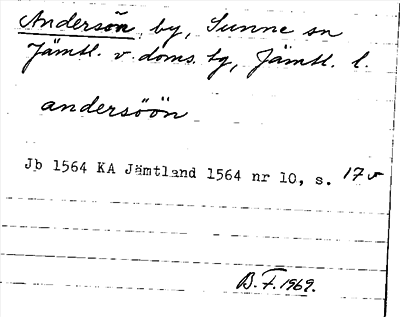 Andersön by, Sunne sn
Jämtl. v. doms. tg, Jämtl. l.
andersöön
Jb 1564 KA Jämtland 1564 nr 10, s. 17v
B.F. 1969.